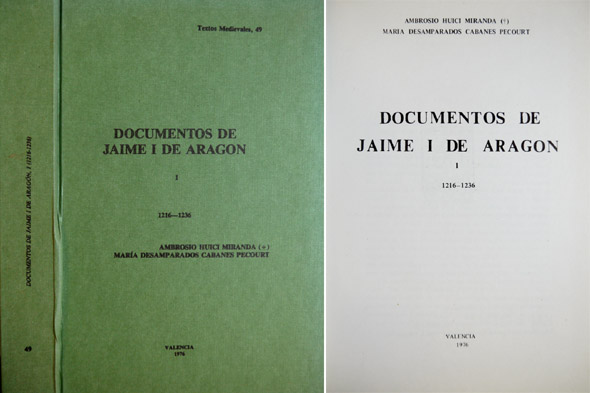 DOCUMENTOS DE JAIME I DE ARAGÓN, I (1216-1236)
49
Textos Medievales, 49
DOCUMENTOS DE
JAIME I DE ARAGON
I
1216—1236
AMBROSIO HUICI MIRANDA (+)
MARÍA DESAMPARADOS CABANES PECOURT
VALENCIA
1976
AMBROSIO HUICI MIRANDA (+)
MARIA DESAMPARADOS CABANES PECOURT
DOCUMENTOS DE
JAIME I DE ARAGON
I
1216-1236
VALENCIA
1976